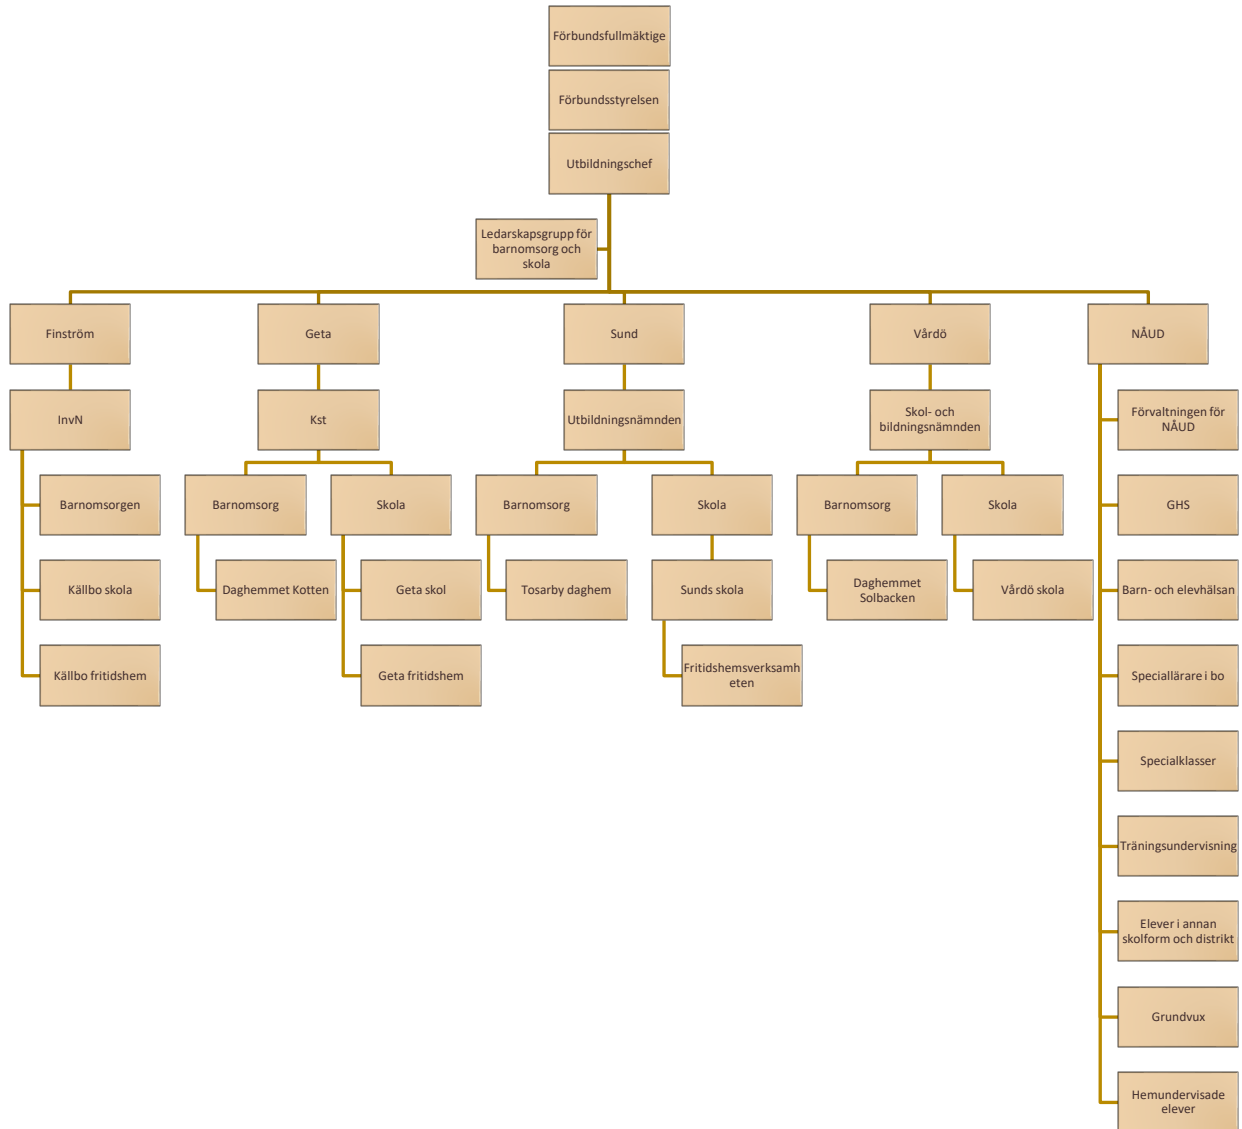 Förbundsfullmäktige
Förbundsstyrelsen
Utbildningschef
Ledarskapsgrupp för
barnomsorg och
skola
Finström
Geta
Sund
Vårdö
NÅUD
InvN
Kst
Utbildningsnämnden
Skol- och
bildningsnämnden
Förvaltningen för
NÅUD
Barnomsorgen
Barnomsorg
Skola
Barnomsorg
Skola
Barnomsorg
Skola
GHS
Källbo skola
Daghemmet Kotten
Geta skol
Tosarby daghem
Sunds skola
Daghemmet
Solbacken
Vårdö skola
Barn- och elevhälsan
Källbo fritidshem
Geta fritidshem
Fritidshemsverksamh
eten
Speciallärare i bo
Specialklasser
Träningsundervisning
Elever i annan
skolform och distrikt
Grundvux
Hemundervisade
elever